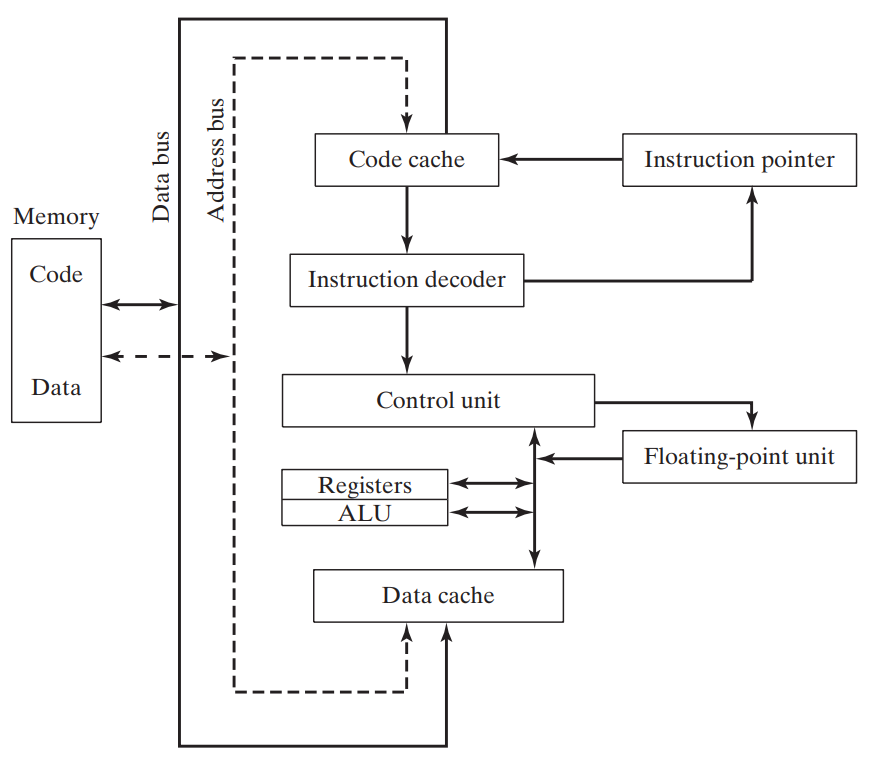 Data bus
Address bus
Code cache
Instruction pointer
Memory
Code
Data
Instruction decoder
Control unit
Floating-point unit
Registers
ALU
Data cache